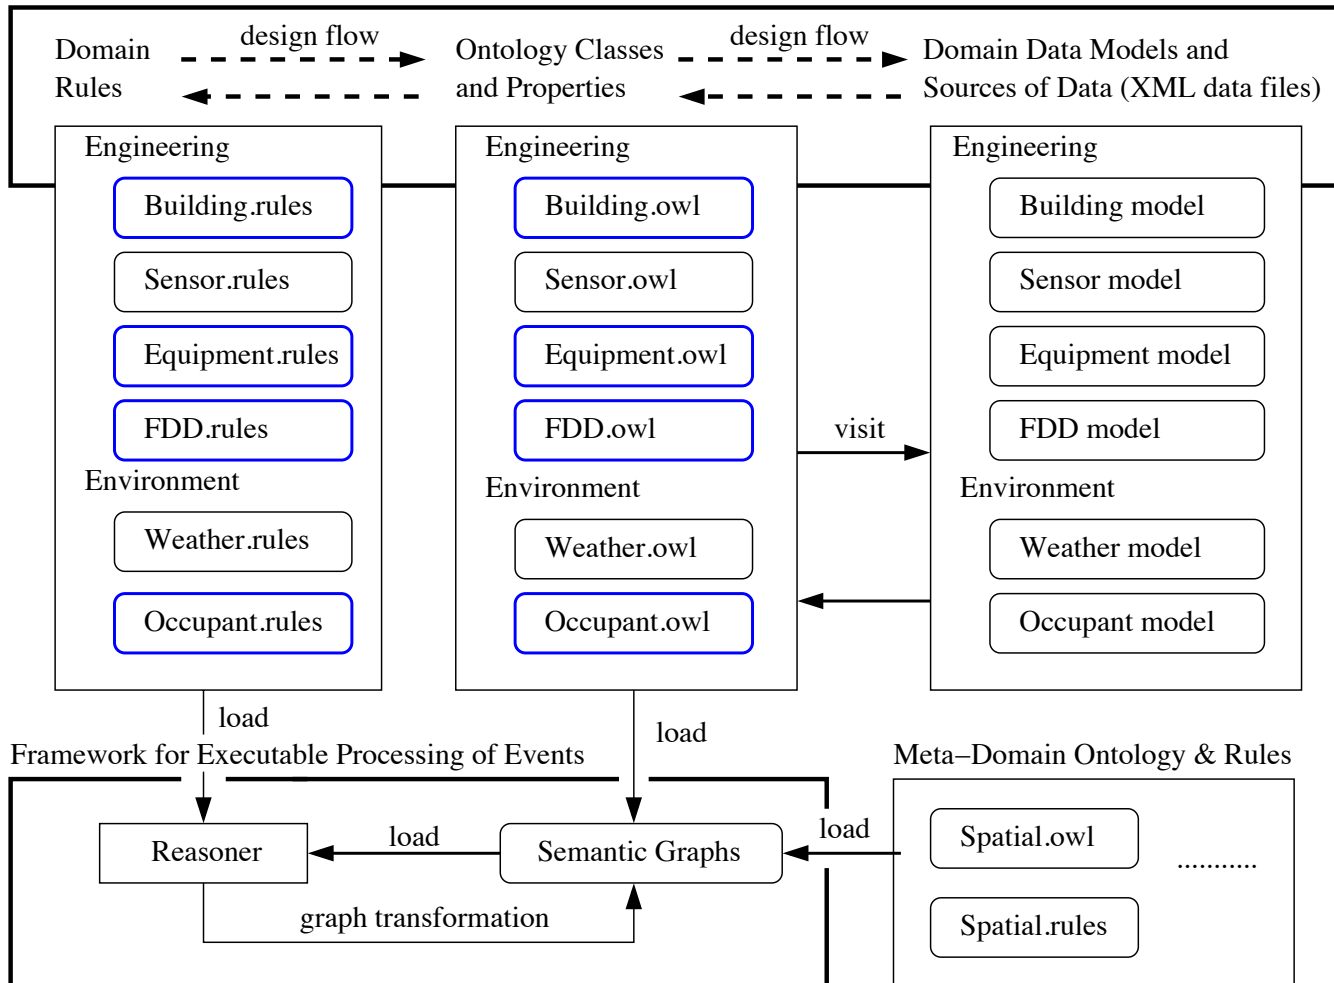 Domain
Rules
design flow
Ontology Classes
and Properties
design flow
Domain Data Models and
Sources of Data (XML data files)
Engineering
Building.rules
Sensor.rules
Equipment.rules
FDD.rules
Environment
Weather.rules
Occupant.rules
Engineering
Building.owl
Sensor.owl
Equipment.owl
FDD.owl
Environment
Weather.owl
Occupant.owl
visit
Engineering
Building model
Sensor model
Equipment model
FDD model
Environment
Weather model
Occupant model
load
load
Framework for Executable Processing of Events
Reasoner
load
Semantic Graphs
graph transformation
load
Meta−Domain Ontology & Rules
Spatial.owl
...........
Spatial.rules